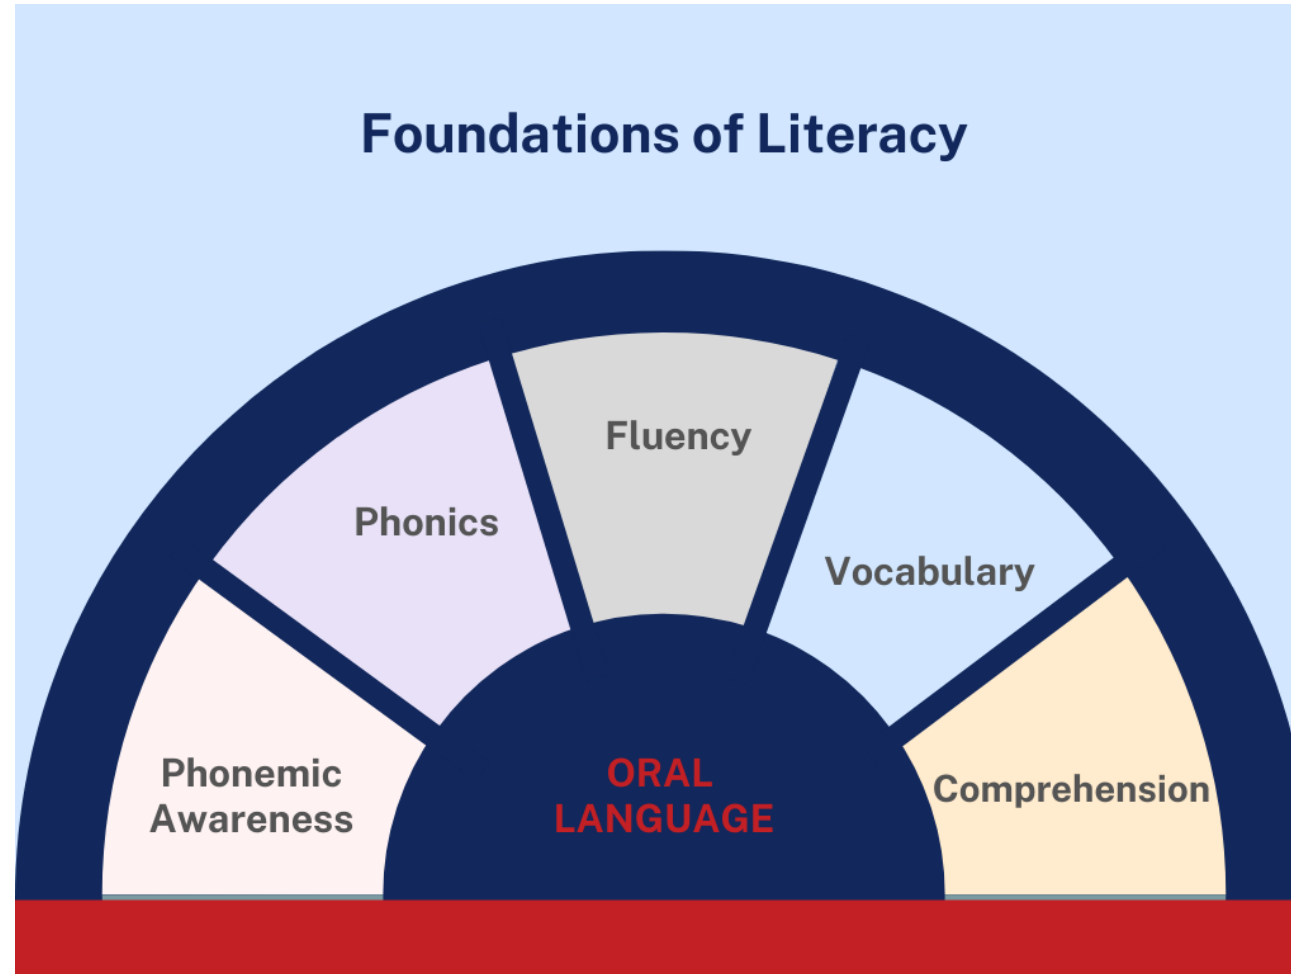 Foundations of Literacy
Fluency
Phonics
Vocabulary
Phonemic
Awareness
ORAL
LANGUAGE
Comprehension